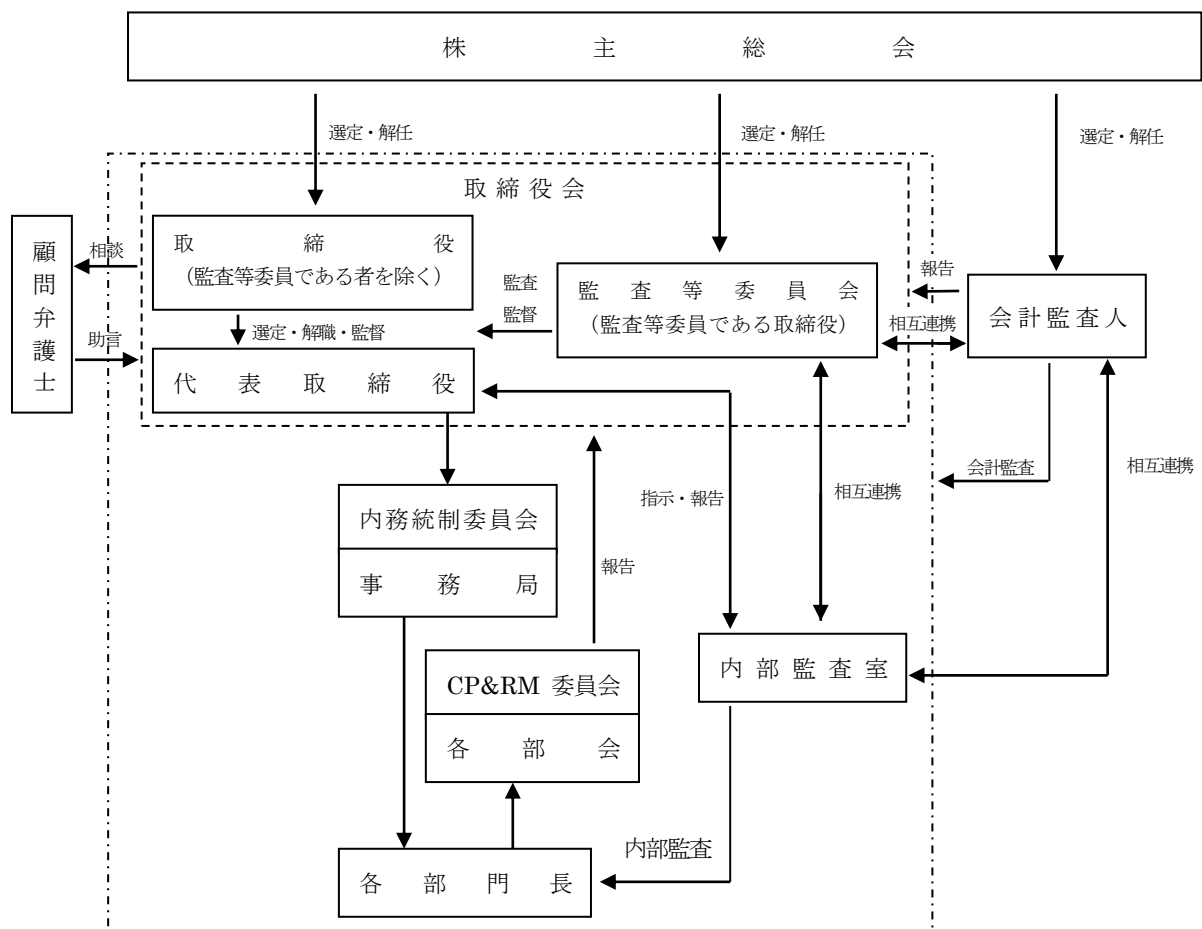 株主総会
選定・解任
選定・解任
選定・解任
取締役会
顧問弁護士
相談
助言
取締役
（監査等委員である者を除く）
選定・解職・監督
代表取締役
監査
監督
監査等委員会
（監査等委員である取締役）
報告
相互連携
会計監査人
会計監査
相互連携
指示・報告
相互連携
内務統制委員会
事務局
報告
CP&RM 委員会
各部会
内部監査室
内部監査
各部門長